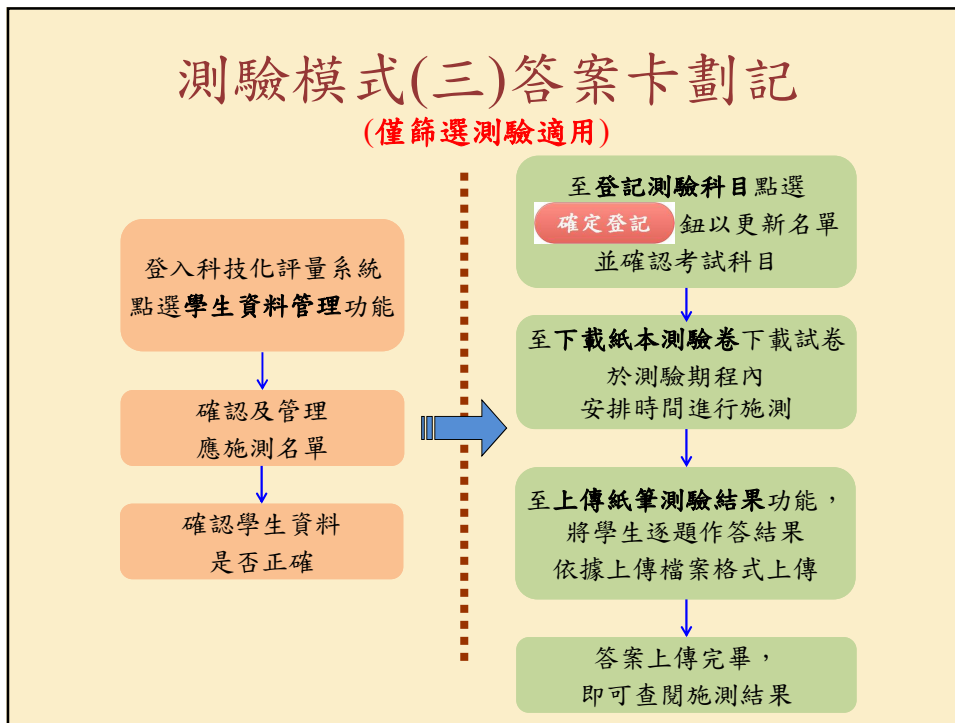 測驗模式(三)答案卡劃記
(僅篩選測驗適用)
登入科技化評量系統
點選學生資料管理功能
確認及管理
應施測名單
確認學生資料
是否正確
至登記測驗科目點選
確定登記 鈕以更新名單
並確認考試科目
至下載紙本測驗卷下載試卷
於測驗期程內
安排時間進行施測
至上傳紙筆測驗結果功能，
將學生逐題作答結果
依據上傳檔案格式上傳
答案上傳完畢，
即可查閱施測結果